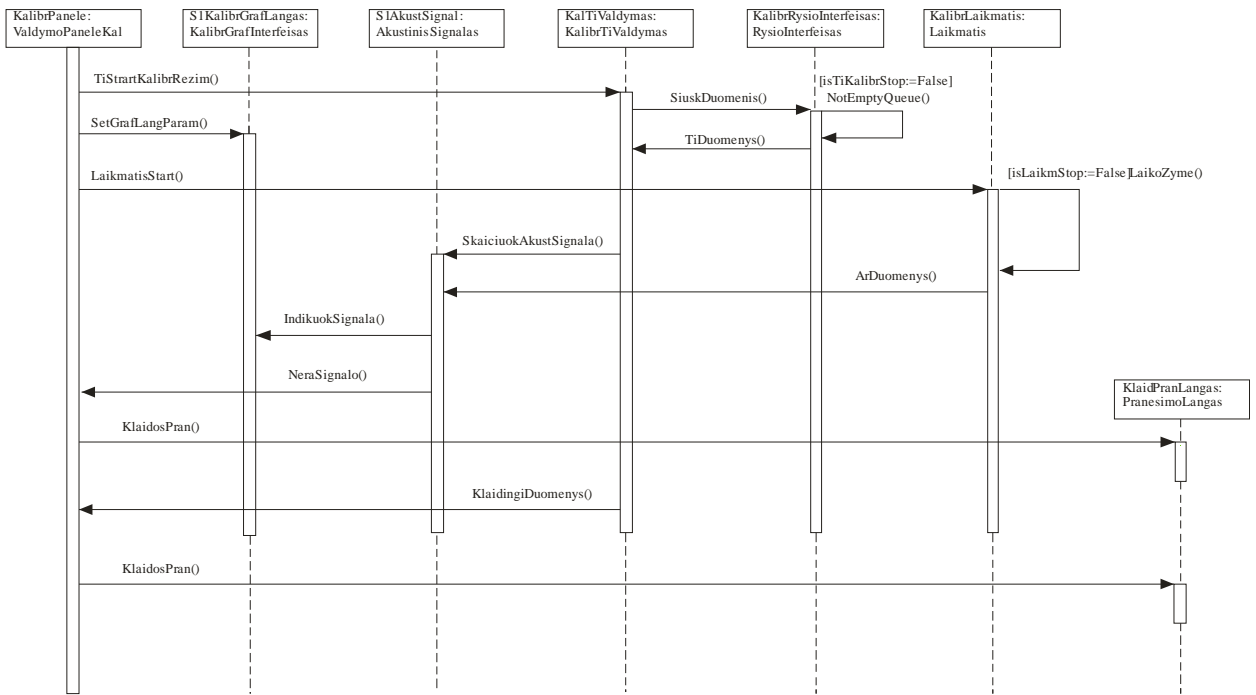 KalibrPanele:
ValdymoPaneleKal
S1KalibrGrafLangas:
KalibrGrafInterfeisas
S1AkustSignal:
AkustinisSignalas
KalTiValdymas:
KalibrTiValdymas
KalibrRysioInterfeisas:
RysioInterfeisas
KalibrLaikmatis:
Laikmatis
TiStrartKalibrRezim()
[isTiKalibrStop:=False]
NotEmptyQueue()
SiuskDuomenis()
SetGrafLangParam()
TiDuomenys()
LaikmatisStart()
[isLaikmStop:=False]LaikoZyme()
SkaiciuokAkustSignala()
ArDuomenys()
IndikuokSignala()
NeraSignalo()
KlaidPranLangas:
PranesimoLangas
KlaidosPran()
KlaidingiDuomenys()
KlaidosPran()